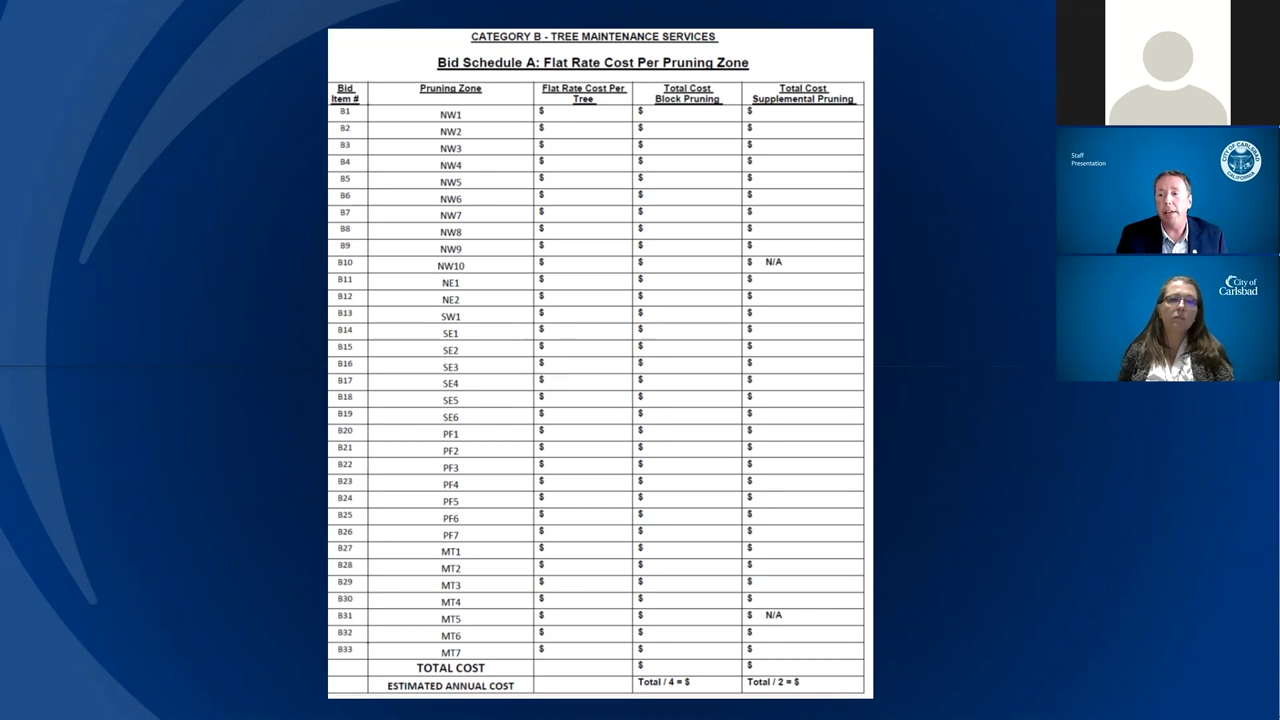 CATEGORY B - TREE MAINTENANCE SERVICES
Bid Schedule A: Flat Rate Cost Per Pruning Zone
Bid Item # Pruning Zone Flat Rate Cost Per Tree Total Cost Block Pruning Total Cost Supplemental Pruning
B1 NW1 $ $ $
B2 NW2 $ $ $
B3 NW3 $ $ $
B4 NW4 $ $ $
B5 NW5 $ $ $
B6 NW6 $ $ $
B7 NW7 $ $ $
B8 NW8 $ $ $
B9 NW9 $ $ $
B10 NW10 $ $ $ N/A
B11 NE1 $ $ $
B12 NE2 $ $ $
B13 SW1 $ $ $
B14 SE1 $ $ $
B15 SE2 $ $ $
B16 SE3 $ $ $
B17 SE4 $ $ $
B18 SE5 $ $ $
B19 SE6 $ $ $
B20 PF1 $ $ $
B21 PF2 $ $ $
B22 PF3 $ $ $
B23 PF4 $ $ $
B24 PF5 $ $ $
B25 PF6 $ $ $
B26 PF7 $ $ $
B27 MT1 $ $ $
B28 MT2 $ $ $
B29 MT3 $ $ $
B30 MT4 $ $ $
B31 MT5 $ $ $ N/A
B32 MT6 $ $ $
B33 MT7 $ $ $
TOTAL COST $ $
ESTIMATED ANNUAL COST Total / 4 = $ Total / 2 = $
Staff
Presentation
CITY OF CARLSBAD
CALIFORNIA
City of
Carlsbad